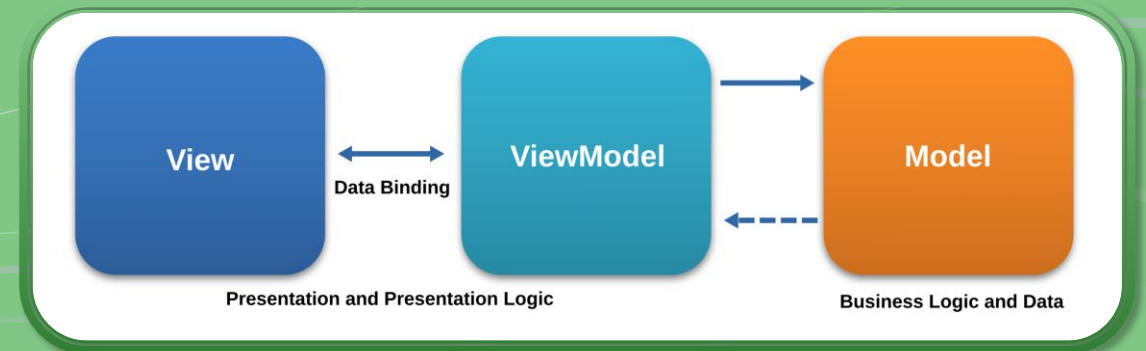 View
Data Binding
ViewModel
Model
Presentation and Presentation Logic
Business Logic and Data